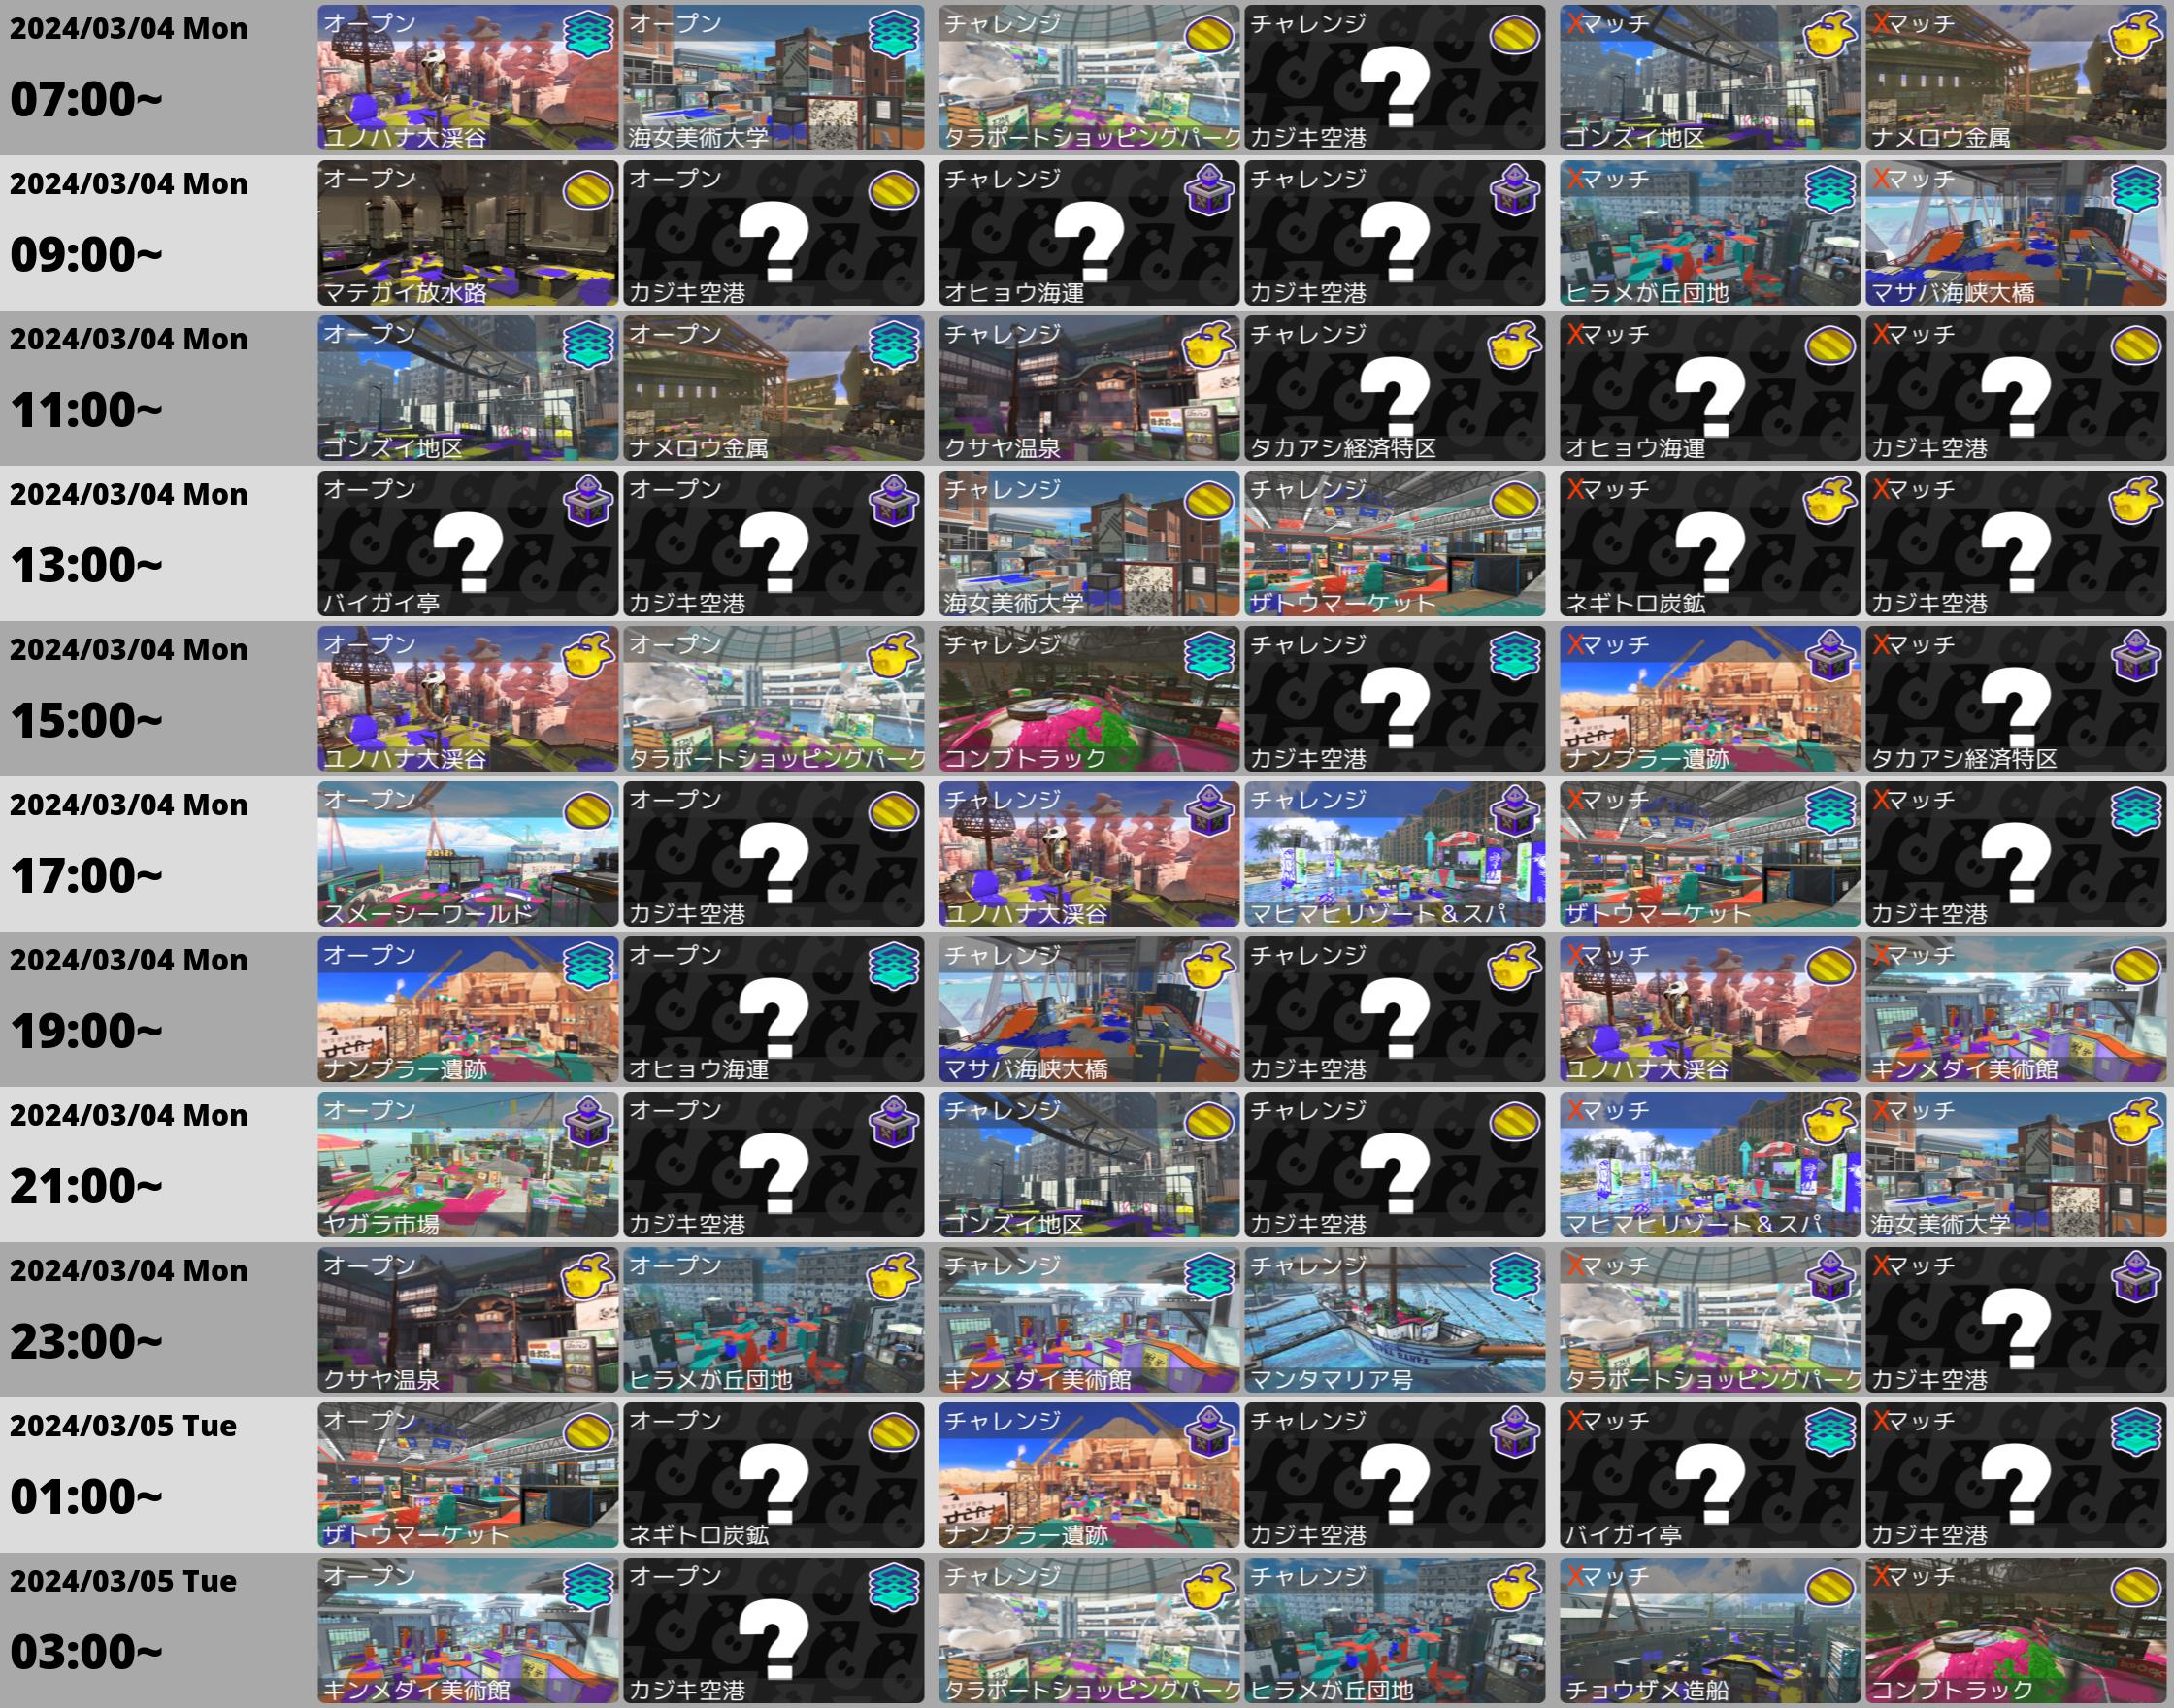 2024/03/04 Mon
07:00~
オープン
オープン
チャレンジ
チャレンジ
Xマッチ
Xマッチ
ユノハナ大渓谷
海女美術大学
タラポートショッピングパーク
カジキ空港
ゴンズイ地区
ナメロウ金属
2024/03/04 Mon
09:00~
オープン
オープン
チャレンジ
チャレンジ
Xマッチ
Xマッチ
?
?
?
マテガイ放水路
カジキ空港
オヒョウ海運
カジキ空港
ヒラメが丘団地
マサバ海峡大橋
2024/03/04 Mon
11:00~
オープン
オープン
チャレンジ
チャレンジ
Xマッチ
Xマッチ
?
?
?
ゴンズイ地区
ナメロウ金属
クサヤ温泉
タカアシ経済特区
オヒョウ海運
カジキ空港
2024/03/04 Mon
13:00~
オープン
オープン
チャレンジ
チャレンジ
Xマッチ
Xマッチ
?
?
?
?
バイガイ亭
カジキ空港
海女美術大学
ザトウマーケット
ネギトロ炭鉱
カジキ空港
2024/03/04 Mon
15:00~
オープン
オープン
チャレンジ
チャレンジ
Xマッチ
Xマッチ
?
?
ユノハナ大渓谷
タラポートショッピングパーク
コンブトラック
カジキ空港
ナンプラー遺跡
タカアシ経済特区
2024/03/04 Mon
17:00~
オープン
オープン
チャレンジ
チャレンジ
Xマッチ
Xマッチ
?
?
スメーシーワールド
カジキ空港
ユノハナ大渓谷
マヒマヒリゾート＆スパ
ザトウマーケット
カジキ空港
2024/03/04 Mon
19:00~
オープン
オープン
チャレンジ
チャレンジ
Xマッチ
Xマッチ
?
?
ナンプラー遺跡
オヒョウ海運
マサバ海峡大橋
カジキ空港
ユノハナ大渓谷
キンメダイ美術館
2024/03/04 Mon
21:00~
オープン
オープン
チャレンジ
チャレンジ
Xマッチ
Xマッチ
?
?
ヤガラ市場
カジキ空港
ゴンズイ地区
カジキ空港
マヒマヒリゾート＆スパ
海女美術大学
2024/03/04 Mon
23:00~
オープン
オープン
チャレンジ
チャレンジ
Xマッチ
Xマッチ
?
クサヤ温泉
ヒラメが丘団地
キンメダイ美術館
マンタマリア号
タラポートショッピングパーク
カジキ空港
2024/03/05 Tue
01:00~
オープン
オープン
チャレンジ
チャレンジ
Xマッチ
Xマッチ
?
?
?
?
ザトウマーケット
ネギトロ炭鉱
ナンプラー遺跡
カジキ空港
バイガイ亭
カジキ空港
2024/03/05 Tue
03:00~
オープン
オープン
チャレンジ
チャレンジ
Xマッチ
Xマッチ
?
キンメダイ美術館
カジキ空港
タラポートショッピングパーク
ヒラメが丘団地
チョウザメ造船
コンブトラック